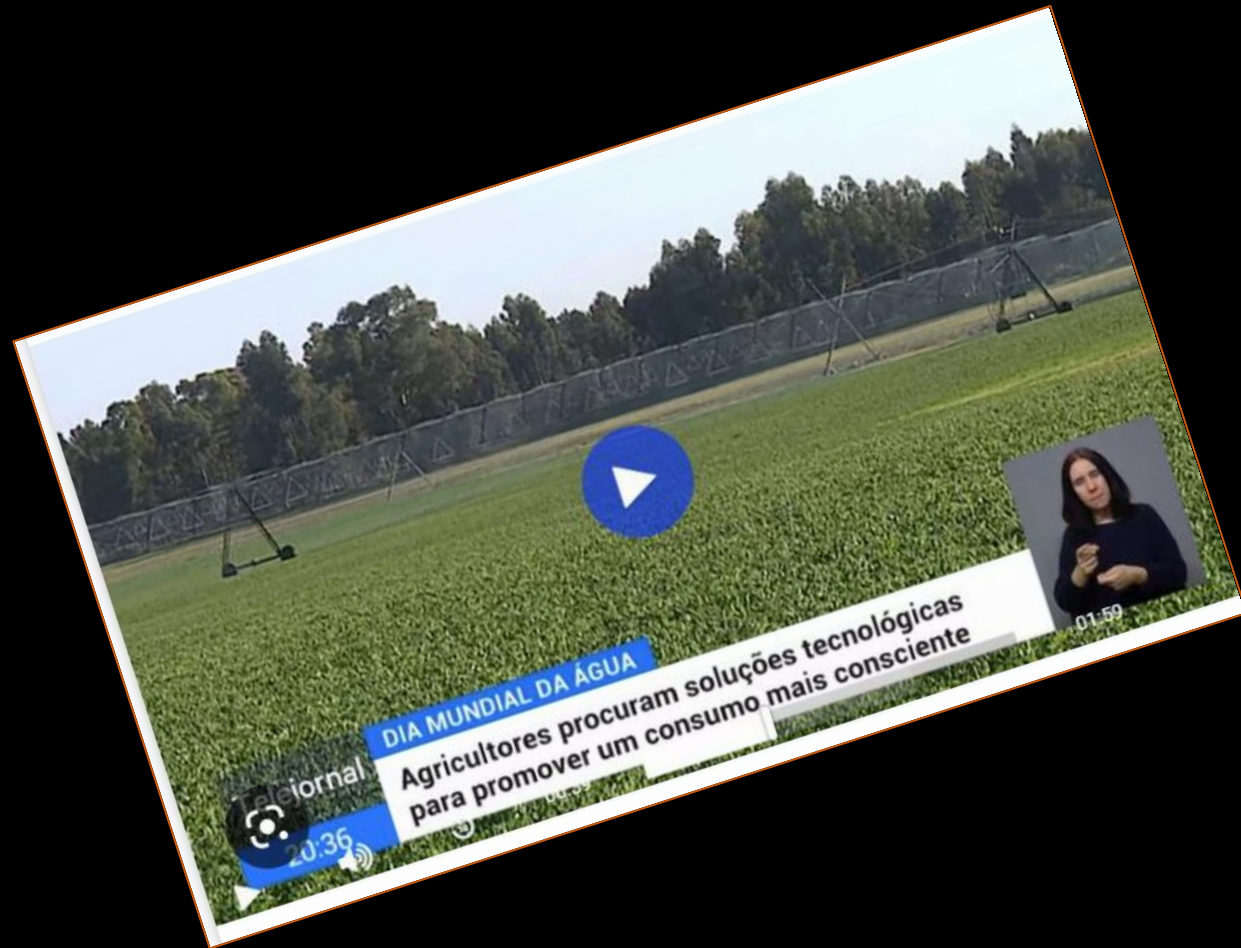 DIA MUNDIAL DA ÁGUA
Agricultores procuram soluções tecnológicas
para promover um consumo mais consciente
Telejornal
20:36
01:59